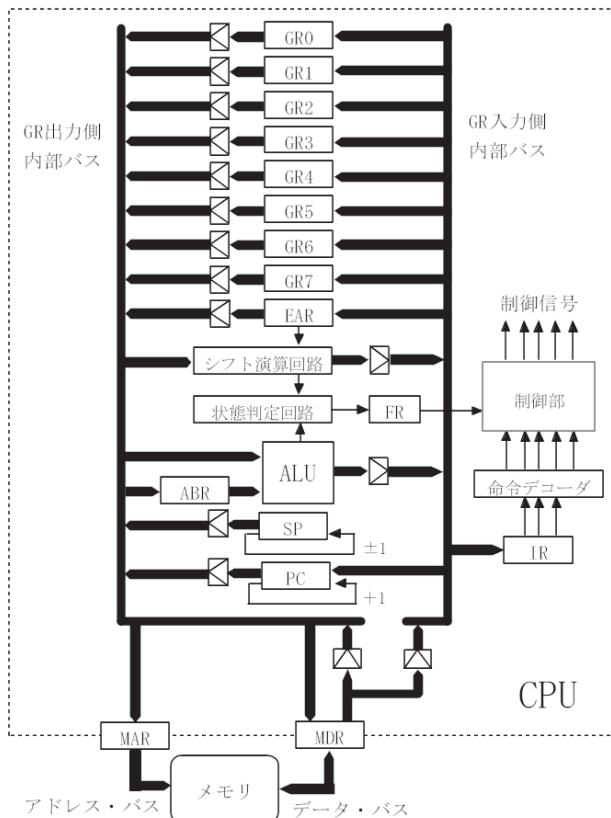 GR0
GR1
GR2
GR3
GR4
GR5
GR6
GR7
EAR
GR出力側
内部バス
GR入力側
内部バス
シフト演算回路
状態判定回路
FR
ALU
ABR
SP
±1
PC
+1
制御信号
制御部
命令デコーダ
IR
CPU
MAR
MDR
メモリ
アドレス・バス
データ・バス